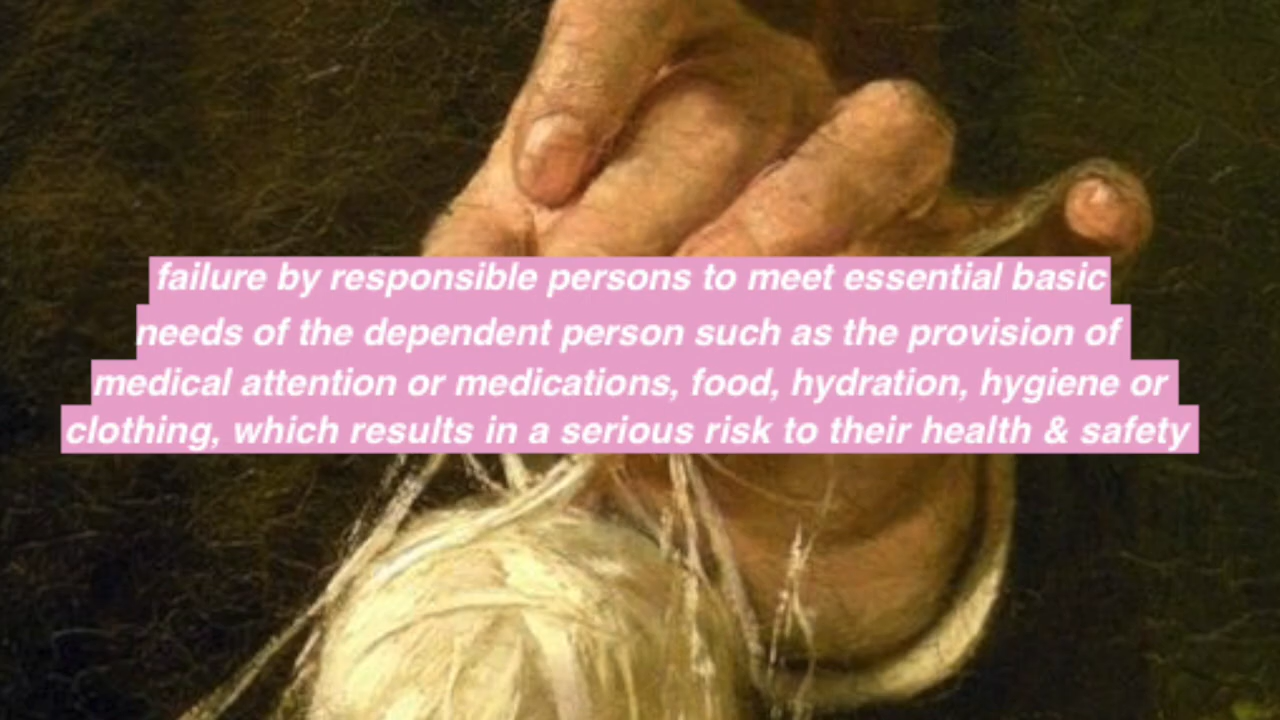 failure by responsible persons to meet essential basic
needs of the dependent person such as the provision of
medical attention or medications, food, hydration, hygiene or
clothing, which results in a serious risk to their health & safety